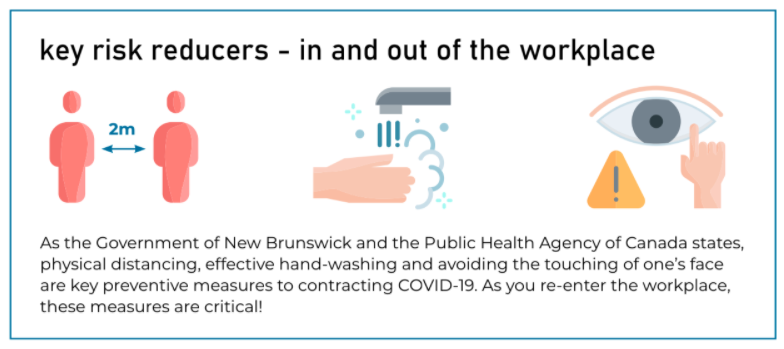 key risk reducers - in and out of the workplace
2m
As the Government of New Brunswick and the Public Health Agency of Canada states,
physical distancing, effective hand-washing and avoiding the touching of one's face
are key preventive measures to contracting COVID-19. As you re-enter the workplace,
these measures are critical!